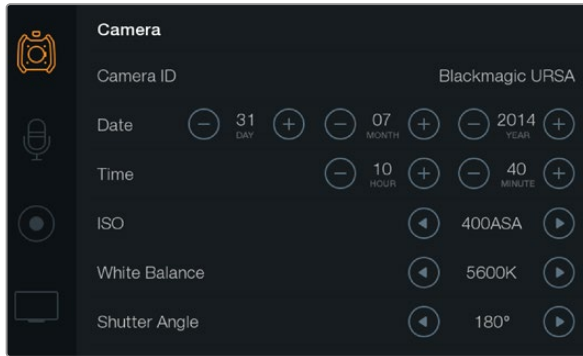 Camera
Camera ID Blackmagic URSA
Date 31 DAY 07 MONTH 2014 YEAR
Time 10 HOUR 40 MINUTE
ISO 400ASA
White Balance 5600K
Shutter Angle 180°